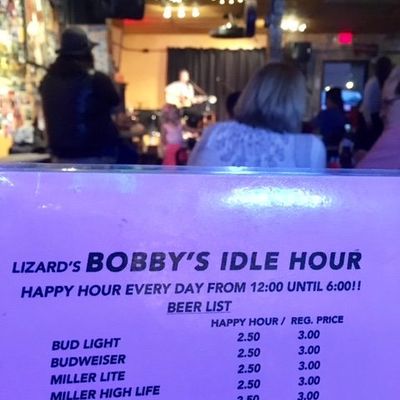 LIZARD'S BOBBY'S IDLE HOUR
HAPPY HOUR EVERY DAY FROM 12:00 UNTIL 6:00!!
BEER LIST
HAPPY HOUR / REG. PRICE
BUD LIGHT 2.50 3.00
BUDWEISER 2.50 3.00
MILLER LITE 2.50 3.00
MILLER HIGH LIFE 2.50 3.00